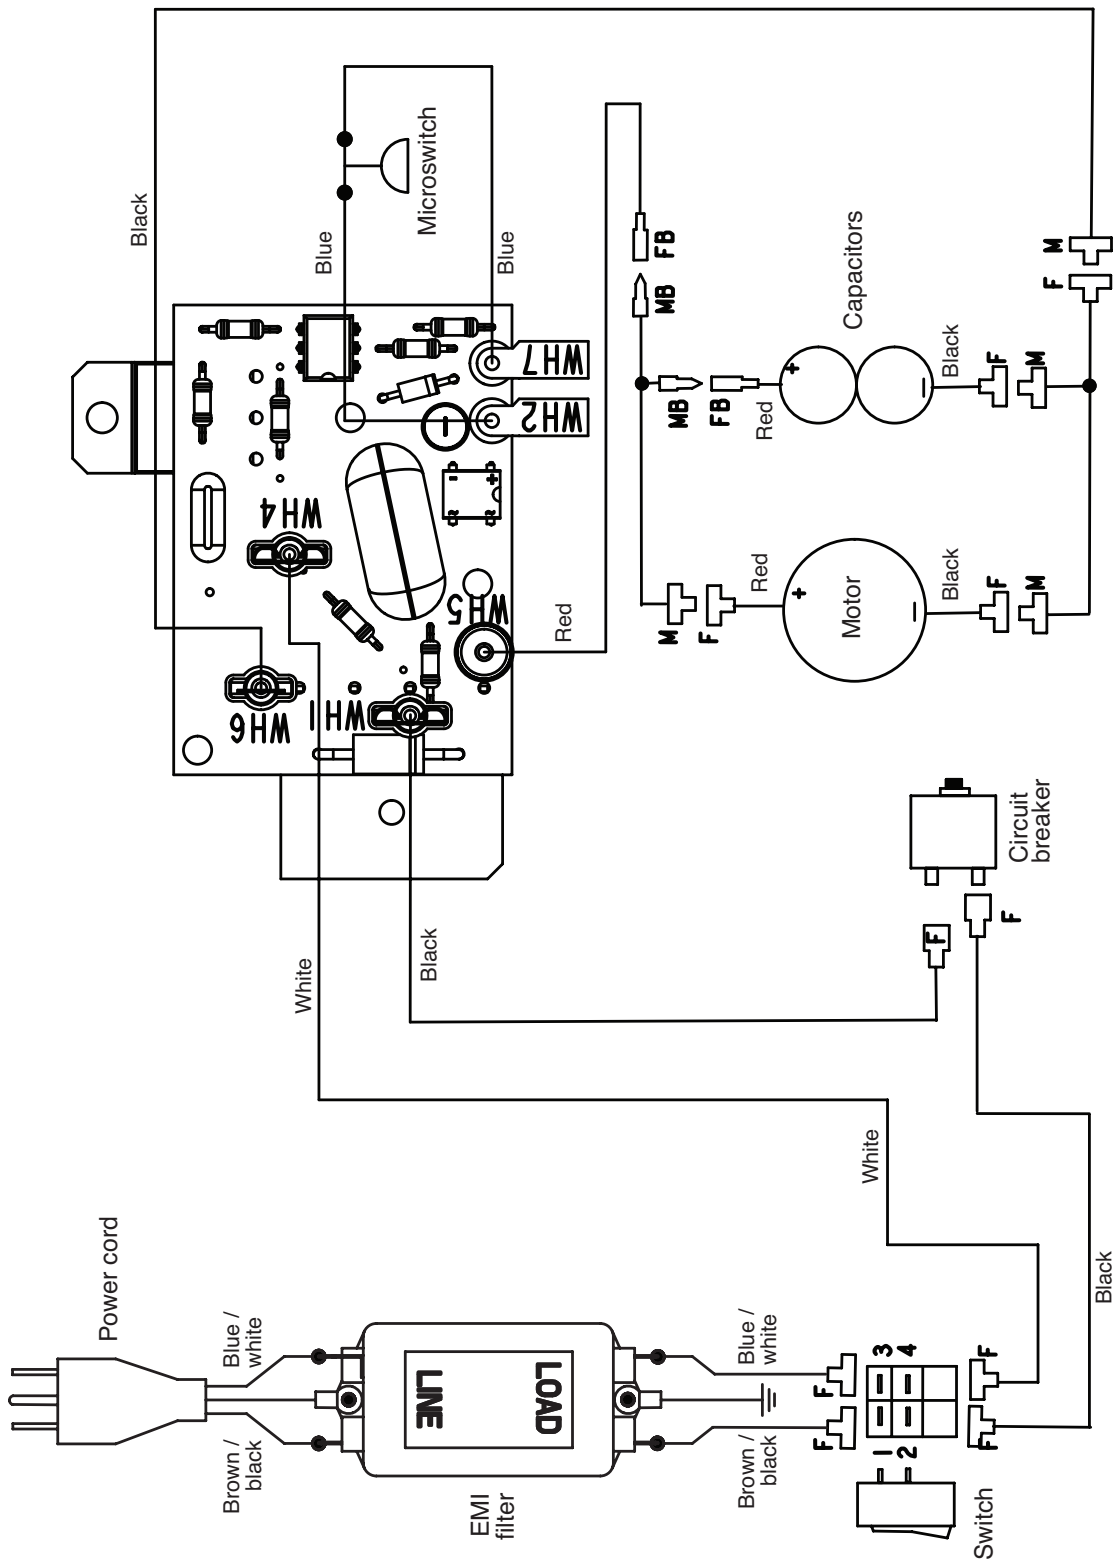 Black
Microswitch
Blue
Blue
WH7
WH2
WH4
WH5
WH6
WH1
Red
MB
FB
MB
FB
Capacitors
+
−
Red
Black
F
M
F
M
M
F
Red
Motor
+
−
Black
F
M
Circuit
breaker
F
F
Black
White
White
Black
Power cord
Blue /
white
Brown /
black
LINE
LOAD
EMI
filter
Blue /
white
Brown /
black
F
F
1
2
3
4
F
F
Switch